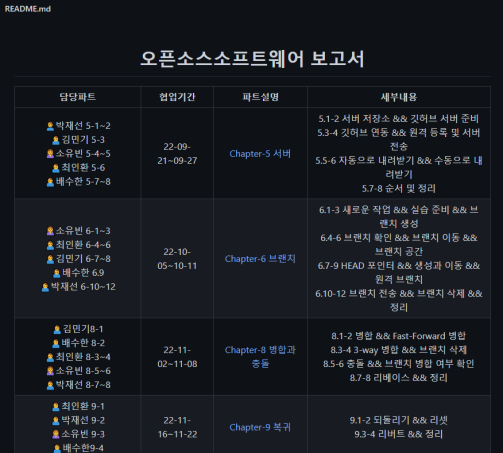 README.md
오픈소스소프트웨어 보고서
담당파트 협업기간 파트설명 세부내용
박재선 5-1~2
김민기 5-3
소유빈 5-4~5
최인환 5-6
배수한 5-7~8
22-09-
21~09-27
Chapter-5 서버
5.1-2 서버 저장소 && 깃허브 서버 준비
5.3-4 깃허브 연동 && 원격 등록 및 서버
전송
5.5-6 자동으로 내려받기 && 수동으로 내
려받기
5.7-8 순서 및 정리
소유빈 6-1~3
최인환 6-4~6
김민기 6-7~8
배수한 6.9
박재선 6-10~12
22-10-
05~10-11
Chapter-6 브랜치
6.1-3 새로운 작업 && 실습 준비 && 브
랜치 생성
6.4-6 브랜치 확인 && 브랜치 이동 &&
브랜치 공간
6.7-9 HEAD 포인터 && 생성과 이동 &&
원격 브랜치
6.10-12 브랜치 전송 && 브랜치 삭제 &&
정리
김민기8-1
배수한 8-2
최인환 8-3~4
소유빈 8-5~6
박재선 8-7~8
22-11-
02~11-08
Chapter-8 병합과
충돌
8.1-2 병합 && Fast-Forward 병합
8.3-4 3-way 병합 && 브랜치 삭제
8.5-6 충돌 && 브랜치 병합 여부 확인
8.7-8 리베이스 && 정리
최인환 9-1
박재선 9-2
소유빈 9-3
배수한9-4
22-11-
16~11-22
Chapter-9 복귀
9.1-2 되돌리기 && 리셋
9.3-4 리버트 && 정리